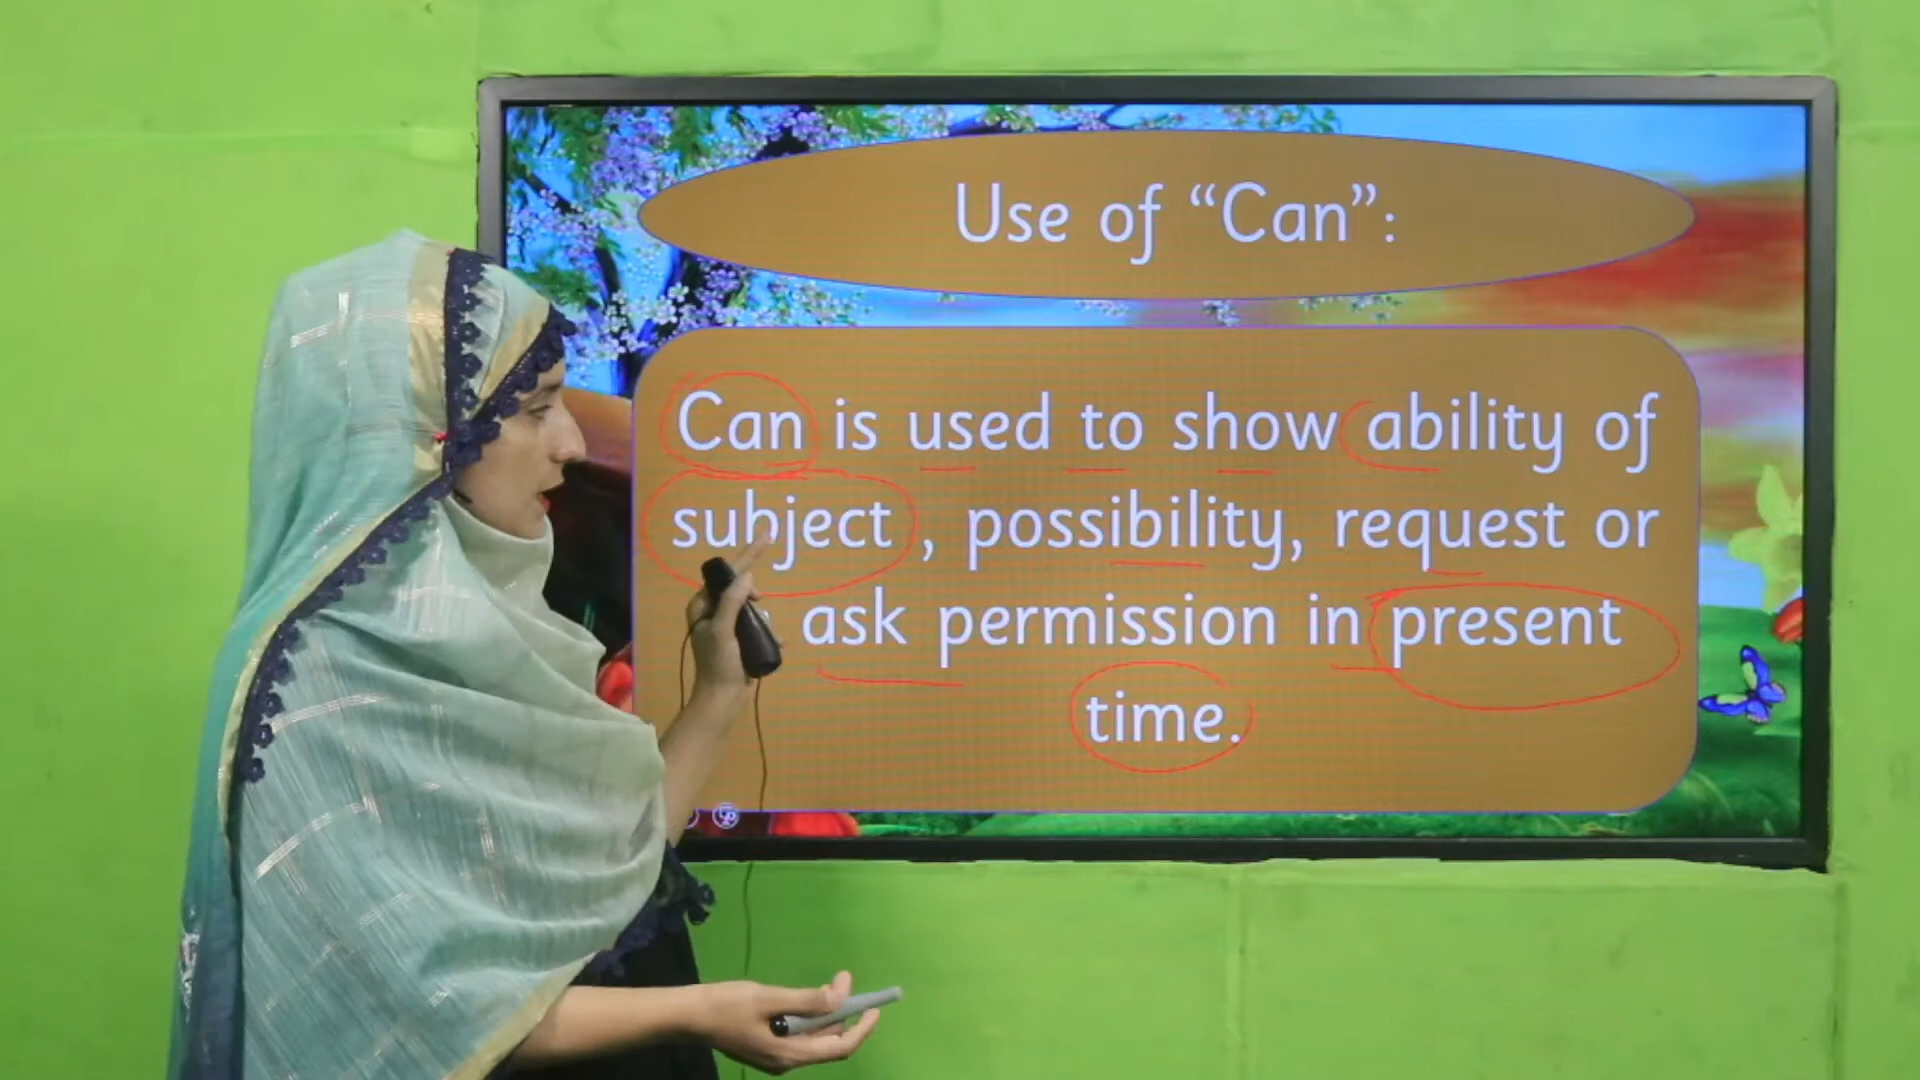 Use of “Can”:
Can is used to show ability of
subject , possibility, request or
ask permission in present
time.